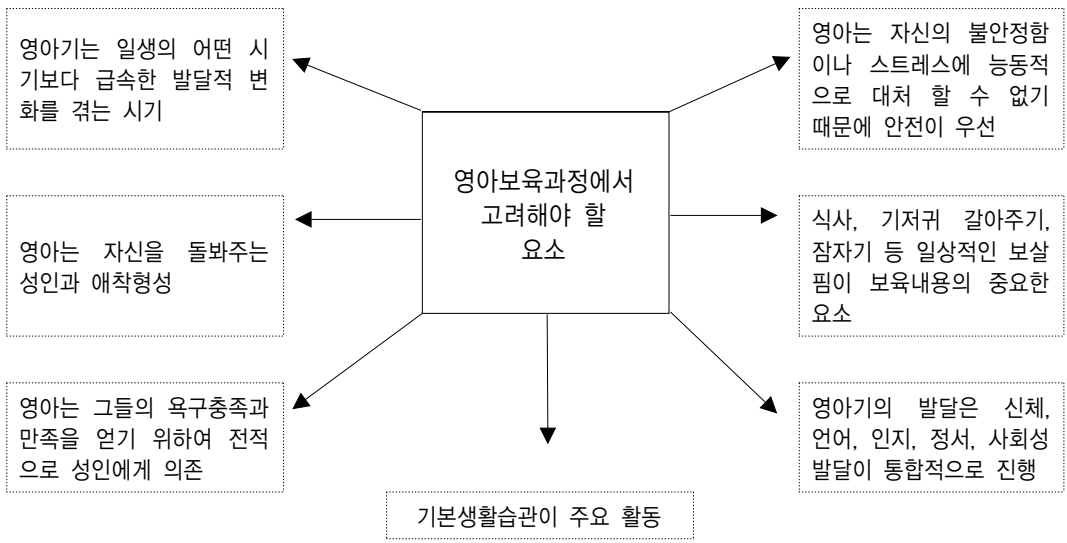 영아기는 일생의 어떤 시
기보다 급속한 발달적 변
화를 겪는 시기
영아는 자신의 불안정함
이나 스트레스에 능동적
으로 대처 할 수 없기
때문에 안전이 우선
영아보육과정에서
고려해야 할
요소
영아는 자신을 돌봐주는
성인과 애착형성
식사, 기저귀 갈아주기,
잠자기 등 일상적인 보살
핌이 보육내용의 중요한
요소
영아는 그들의 욕구충족과
만족을 얻기 위하여 전적
으로 성인에게 의존
영아기의 발달은 신체,
언어, 인지, 정서, 사회성
발달이 통합적으로 진행
기본생활습관이 주요 활동